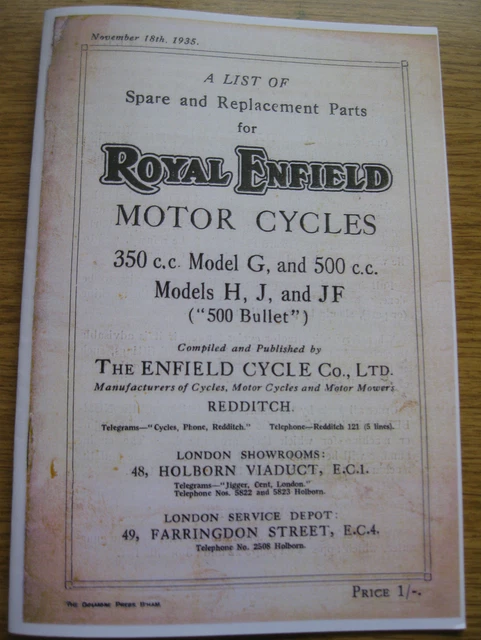 November 18th, 1935.
A LIST OF
Spare and Replacement Parts
for
ROYAL ENFIELD
MOTOR CYCLES
350 c.c. Model G, and 500 c.c.
Models H, J, and JF
("500 Bullet")
Compiled and Published by
THE ENFIELD CYCLE Co., LTD.
Manufacturers of Cycles, Motor Cycles and Motor Mowers
REDDITCH.
Telegrams—"Cycles, Phone, Redditch." Telephone—Redditch 121 (5 lines).
LONDON SHOWROOMS:
48, HOLBORN VIADUCT, E.C.1.
Telegrams—"Jigger, Cent, London."
Telephone Nos. 5822 and 5823 Holborn.
LONDON SERVICE DEPOT:
49, FARRINGDON STREET, E.C.4.
Telephone No. 2508 Holborn.
PRICE 1/-.
THE PRESS B'HAM